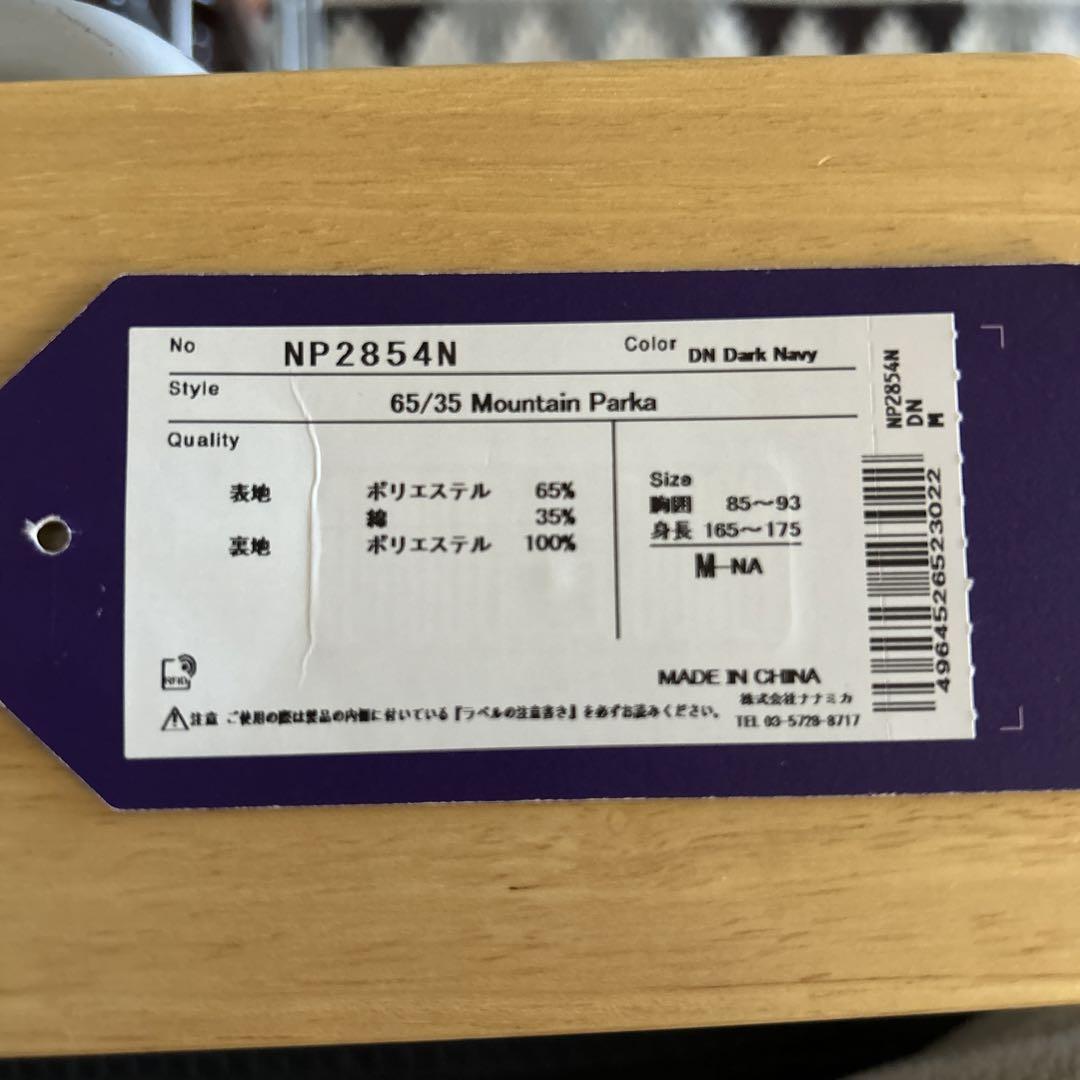 No NP2854N Color DN Dark Navy
Style 65/35 Mountain Parka
Quality
表地 ポリエステル 65%
綿 35%
裏地 ポリエステル 100%
Size
胸囲 85～93
身長 165～175
M-NA
RFID
MADE IN CHINA
株式会社ナナミカ
TEL 03-5728-8717
注意 ご使用の際は製品の内側に付いている『ラベルの注意書き』を必ずお読みください。
NP2854N
DN
M
4964526523022